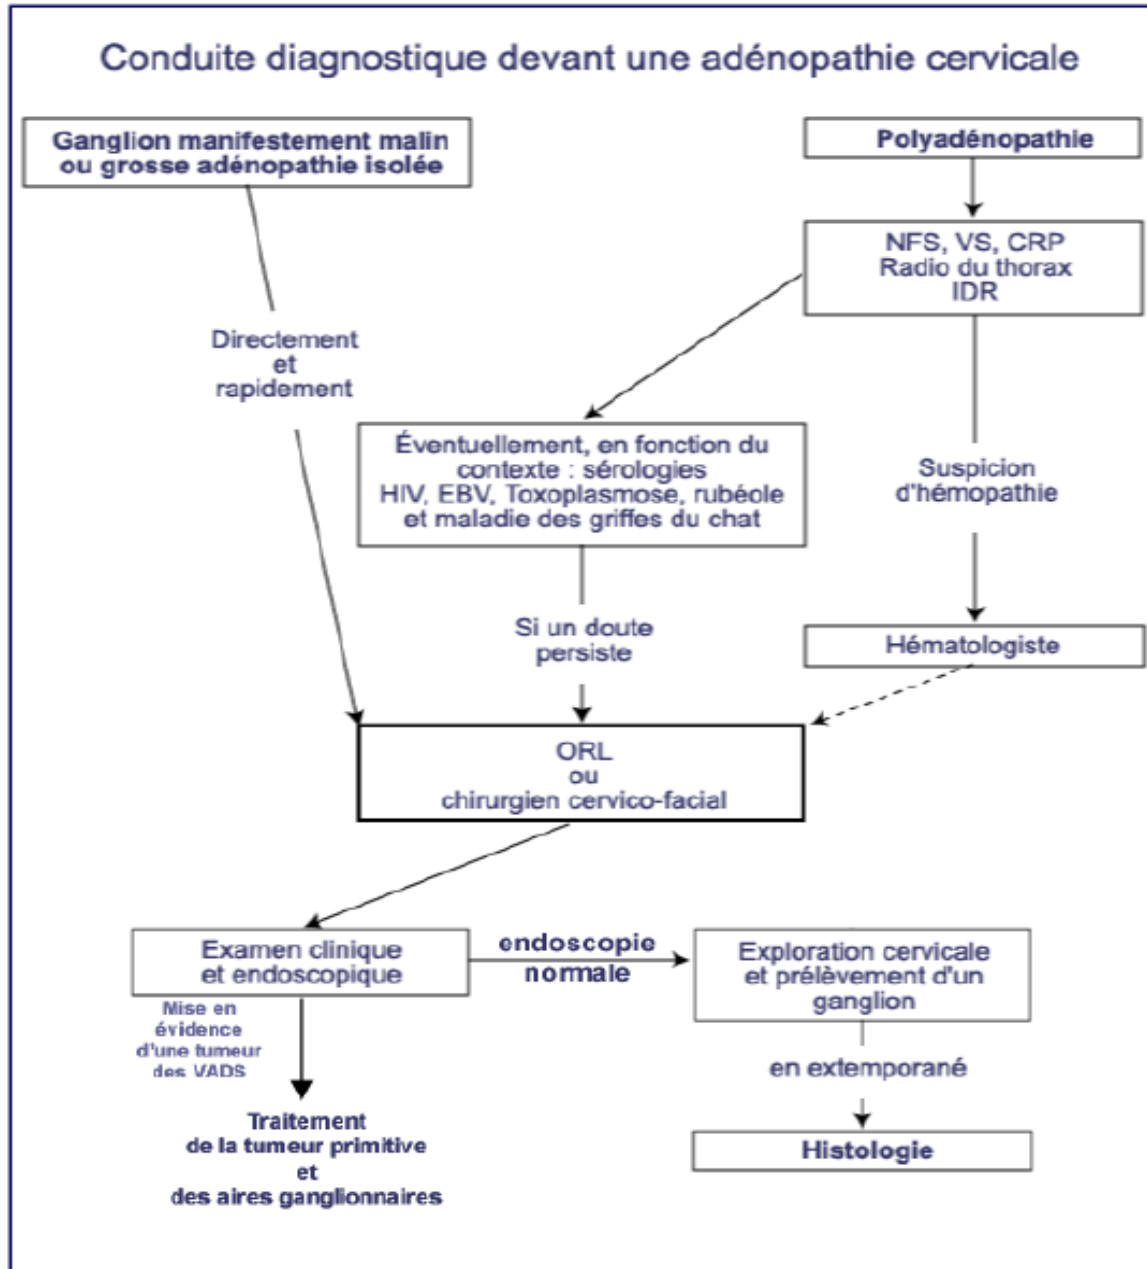 Conduite diagnostique devant une adénopathie cervicale
Ganglion manifestement malin
ou grosse adénopathie isolée
Polyadénopathie
NFS, VS, CRP
Radio du thorax
IDR
Directement
et
rapidement
Éventuellement, en fonction du
contexte : sérologies
HIV, EBV, Toxoplasmose, rubéole
et maladie des griffes du chat
Suspicion
d'hémopathie
Si un doute
persiste
Hématologiste
ORL
ou
chirurgien cervico-facial
Examen clinique
et endoscopique
endoscopie
normale
Exploration cervicale
et prélèvement d'un
ganglion
Mise en
évidence
d'une tumeur
des VADS
en extemporané
Traitement
de la tumeur primitive
et
des aires ganglionnaires
Histologie